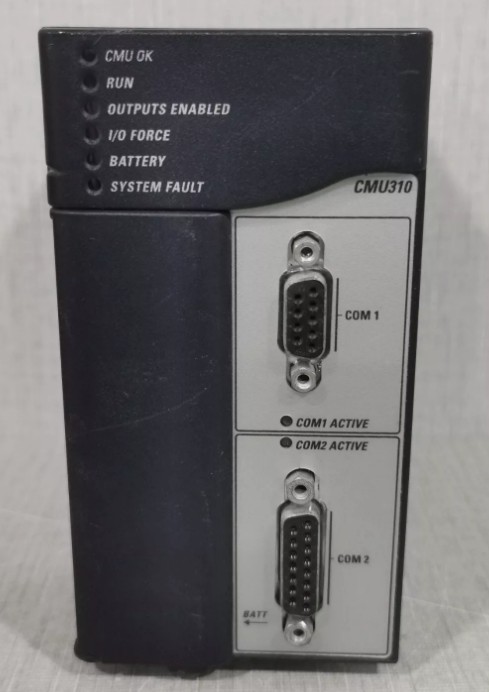 CMU OK
RUN
OUTPUTS ENABLED
I/O FORCE
BATTERY
SYSTEM FAULT
CMU310
COM 1
COM1 ACTIVE
COM2 ACTIVE
COM 2
BATT